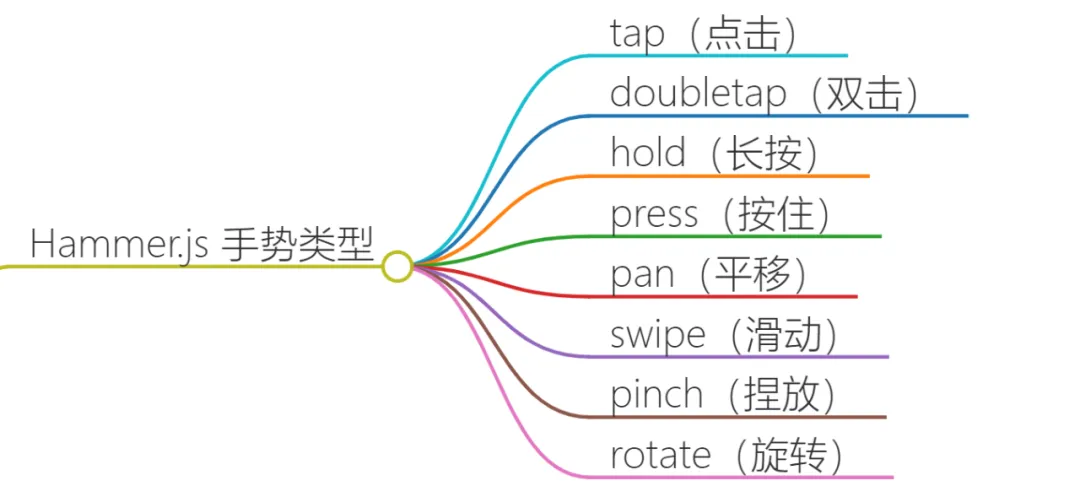 Hammer.js 手势类型
tap（点击）
doubletap（双击）
hold（长按）
press（按住）
pan（平移）
swipe（滑动）
pinch（捏放）
rotate（旋转）